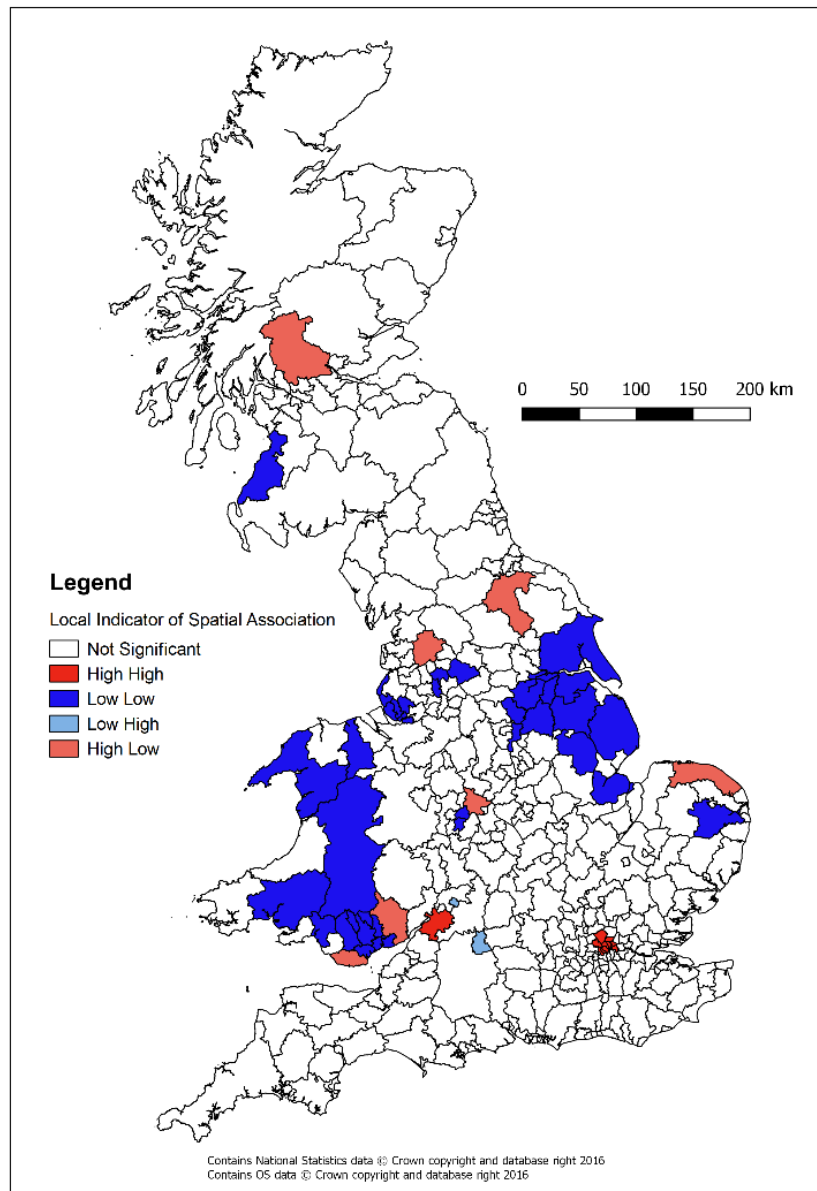 0 50 100 150 200 km
Legend
Local Indicator of Spatial Association
Not Significant
High High
Low Low
Low High
High Low
Contains National Statistics data © Crown copyright and database right 2016
Contains OS data © Crown copyright and database right 2016